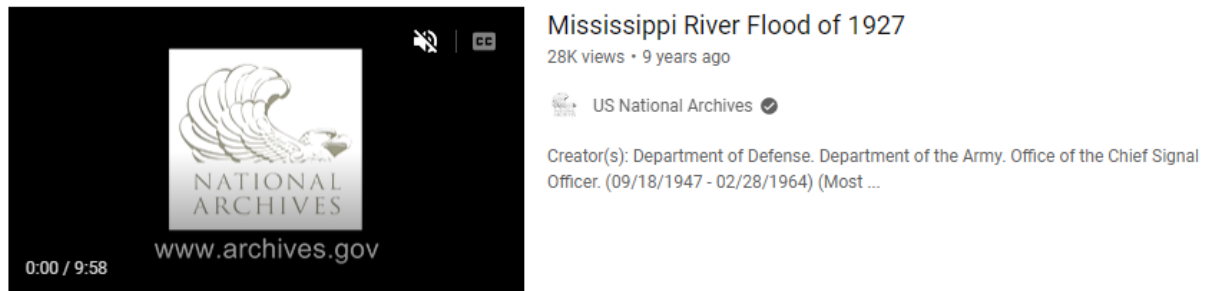 CC
NATIONAL
ARCHIVES
www.archives.gov
0:00 / 9:58
Mississippi River Flood of 1927
28K views • 9 years ago
US National Archives
Creator(s): Department of Defense. Department of the Army. Office of the Chief Signal
Officer. (09/18/1947 - 02/28/1964) (Most ...